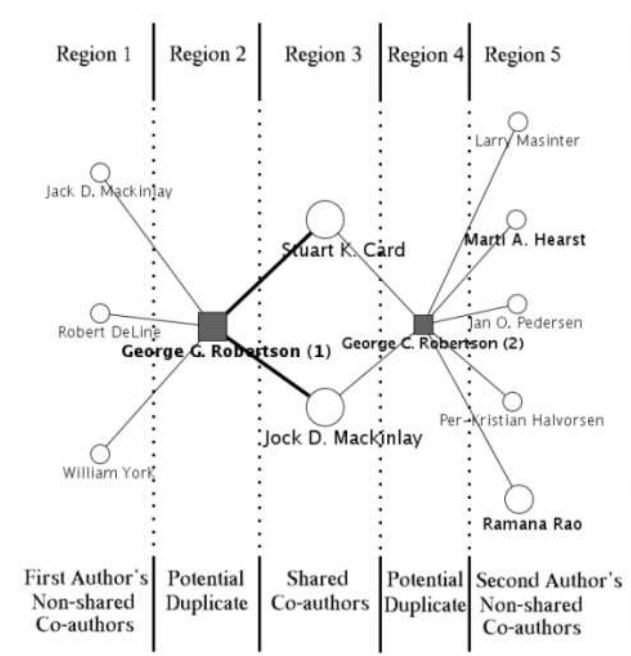 Region 1
Region 2
Region 3
Region 4
Region 5
Larry Masinter
Jack D. Mackinlay
Stuart K. Card
Marti A. Hearst
Robert DeLine
Jan O. Pedersen
George G. Robertson (1)
George C. Robertson (2)
Per-Kristian Halvorsen
Jock D. Mackinlay
William York
Ramana Rao
First Author's
Non-shared
Co-authors
Potential
Duplicate
Shared
Co-authors
Potential
Duplicate
Second Author's
Non-shared
Co-authors